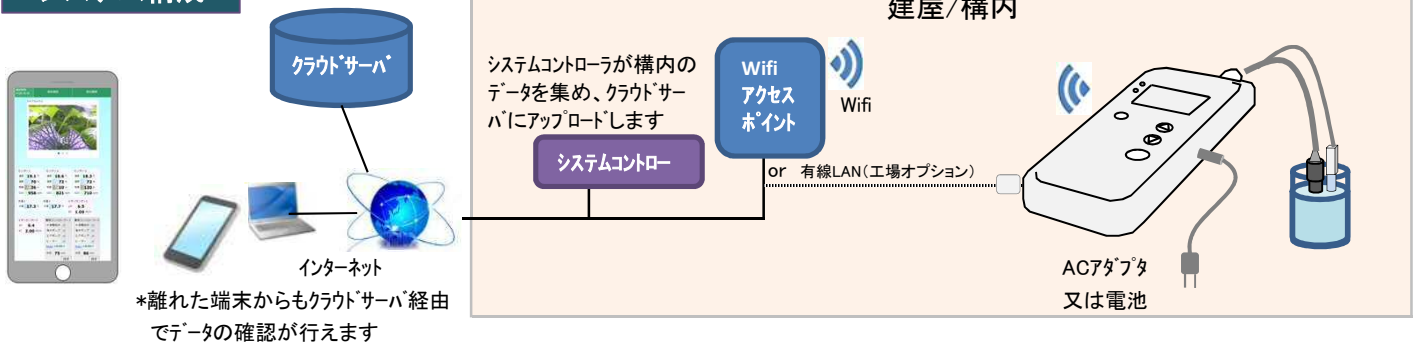 建屋/構内
クラウドサーバ
システムコントローラが構内の
データを集め、クラウドサー
バにアップロードします
システムコントロー
Wifi
アクセス
ポイント
Wifi
or 有線LAN(工場オプション)
インターネット
*離れた端末からもクラウドサーバ経由
でデータの確認が行えます
ACアダプタ
又は電池